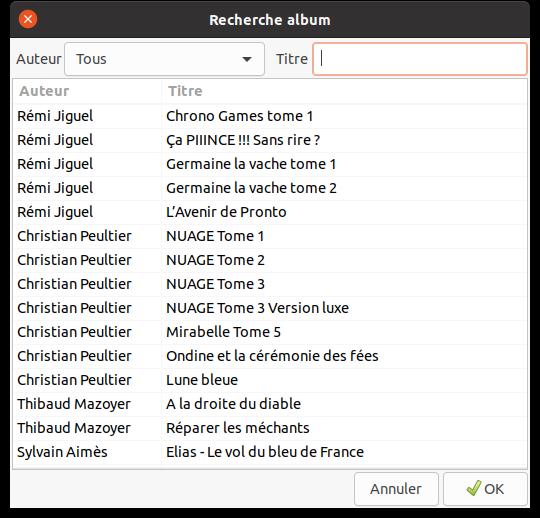 Recherche album
Auteur Tous Titre
Auteur Titre
Rémi Jiguel Chrono Games tome 1
Rémi Jiguel Ça PIIINCE !!! Sans rire ?
Rémi Jiguel Germaine la vache tome 1
Rémi Jiguel Germaine la vache tome 2
Rémi Jiguel L’Avenir de Pronto
Christian Peultier NUAGE Tome 1
Christian Peultier NUAGE Tome 2
Christian Peultier NUAGE Tome 3
Christian Peultier NUAGE Tome 3 Version luxe
Christian Peultier Mirabelle Tome 5
Christian Peultier Ondine et la cérémonie des fées
Christian Peultier Lune bleue
Thibaud Mazoyer A la droite du diable
Thibaud Mazoyer Réparer les méchants
Sylvain Aimès Elias - Le vol du bleu de France
Annuler OK